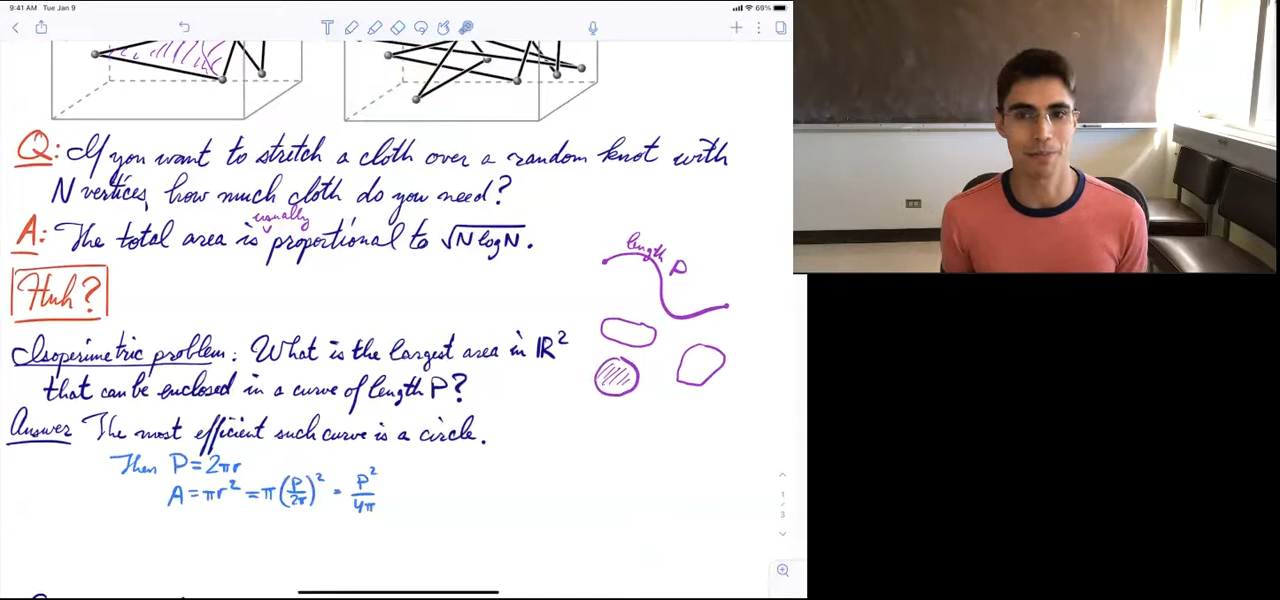 9:41 AM Tue Jan 9
69%
Q: If you want to stretch a cloth over a random knot with
N vertices, how much cloth do you need?
usually
A: The total area is proportional to √N log N.
length P
Huh?
Isoperimetric problem: What is the largest area in ℝ²
that can be enclosed in a curve of length P?
Answer The most efficient such curve is a circle.
Then P = 2πr
A = πr² = π(P/2π)² = P²/4π
1
/
3